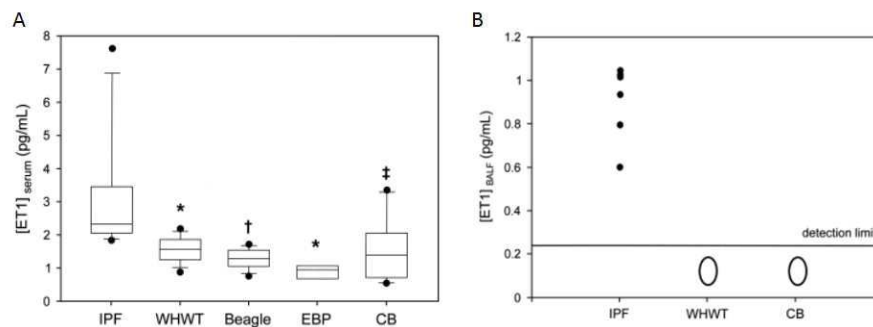 A
B
[ET1] serum (pg/mL)
8
7
6
5
4
3
2
1
0
*
†
*
‡
IPF
WHWT
Beagle
EBP
CB
[ET1] BALF (pg/mL)
1.2
1
0.8
0.6
0.4
0.2
0
detection limi
IPF
WHWT
CB